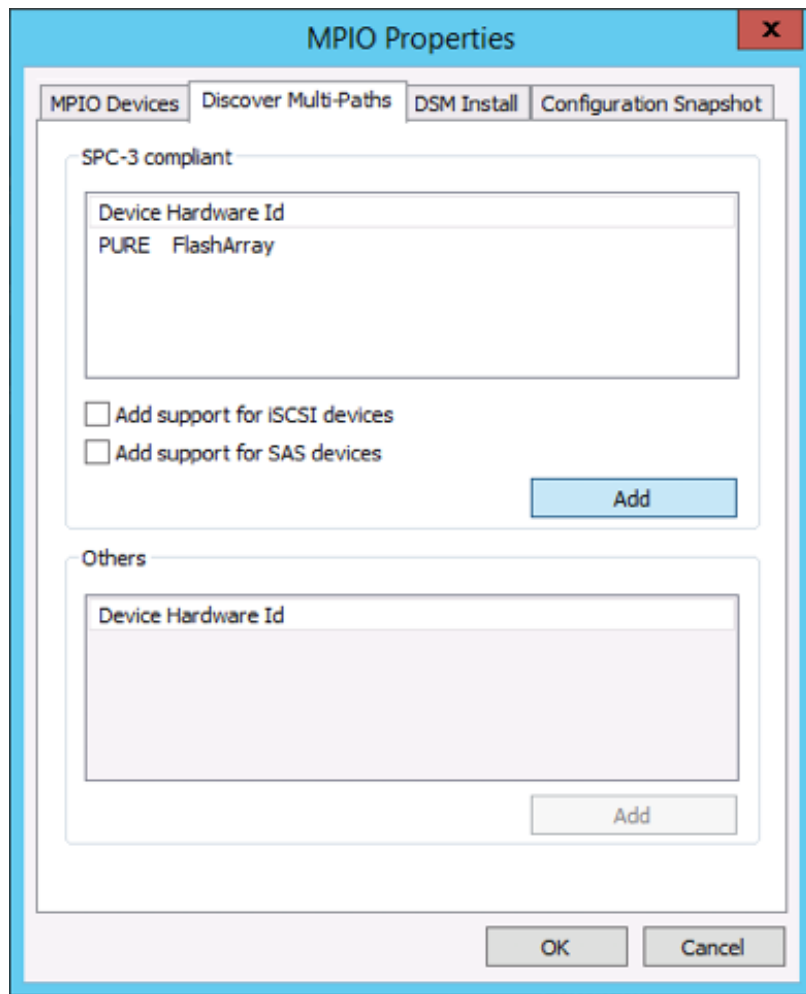 MPIO Properties
x
MPIO Devices Discover Multi-Paths DSM Install Configuration Snapshot
SPC-3 compliant
Device Hardware Id
PURE FlashArray
Add support for iSCSI devices
Add support for SAS devices
Add
Others
Device Hardware Id
Add
OK Cancel